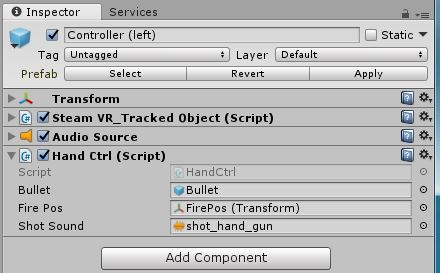 Inspector Services
Controller (left) Static
Tag Untagged Layer Default
Prefab Select Revert Apply
Transform
Steam VR_Tracked Object (Script)
Audio Source
Hand Ctrl (Script)
Script HandCtrl
Bullet Bullet
Fire Pos FirePos (Transform)
Shot Sound shot_hand_gun
Add Component